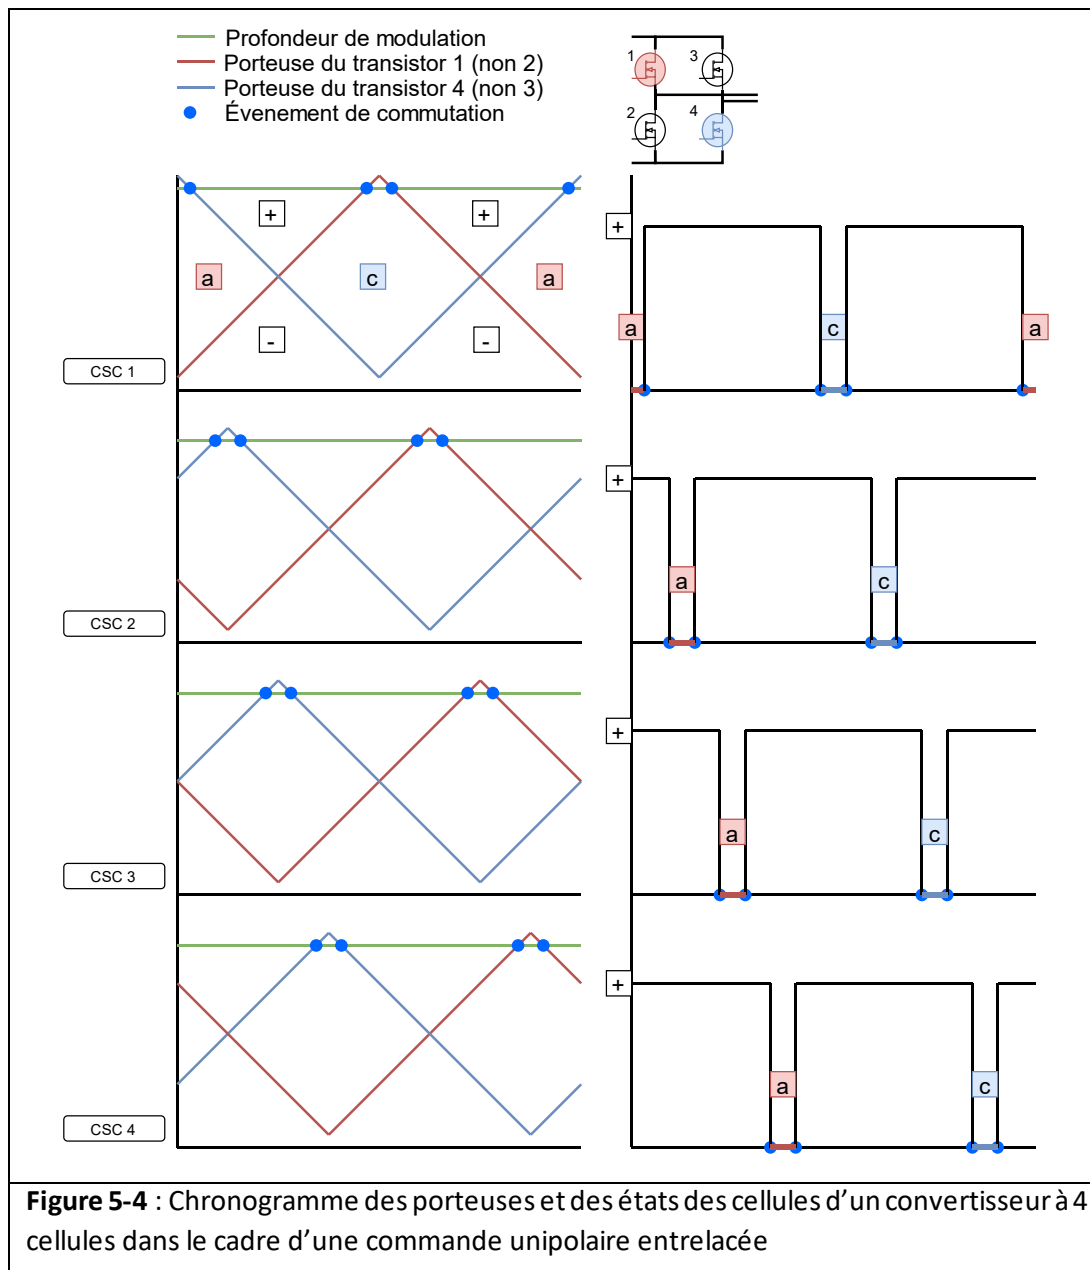 Profondeur de modulation
Porteuse du transistor 1 (non 2)
Porteuse du transistor 4 (non 3)
Évenement de commutation
1
3
2
4
+
+
a
c
a
-
-
CSC 1
+
a
c
a
CSC 2
+
a
c
CSC 3
+
a
c
CSC 4
+
a
c
Figure 5-4 : Chronogramme des porteuses et des états des cellules d’un convertisseur à 4
cellules dans le cadre d’une commande unipolaire entrelacée